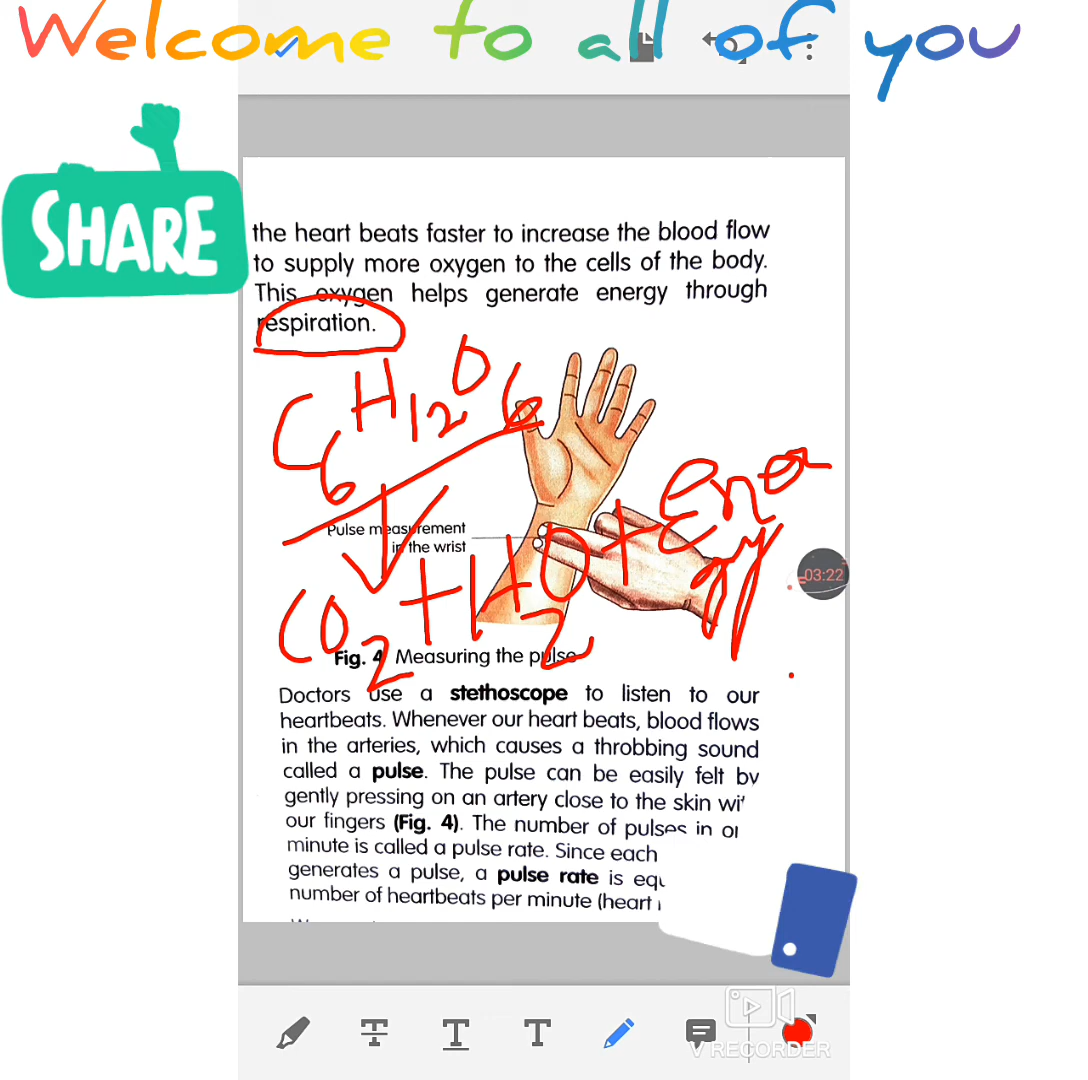 Welcome to all of you
SHARE
the heart beats faster to increase the blood flow
to supply more oxygen to the cells of the body.
This oxygen helps generate energy through
respiration.
C6H12O6
Pulse measurement
in the wrist
CO2 + H2O + Energy
03:22
Fig. 4 Measuring the pulse
Doctors use a stethoscope to listen to our
heartbeats. Whenever our heart beats, blood flows
in the arteries, which causes a throbbing sound
called a pulse. The pulse can be easily felt by
gently pressing on an artery close to the skin
our fingers (Fig. 4). The number of pulses in
minute is called a pulse rate. Since each
generates a pulse, a pulse rate is
number of heartbeats per minute (heart
V RECORDER